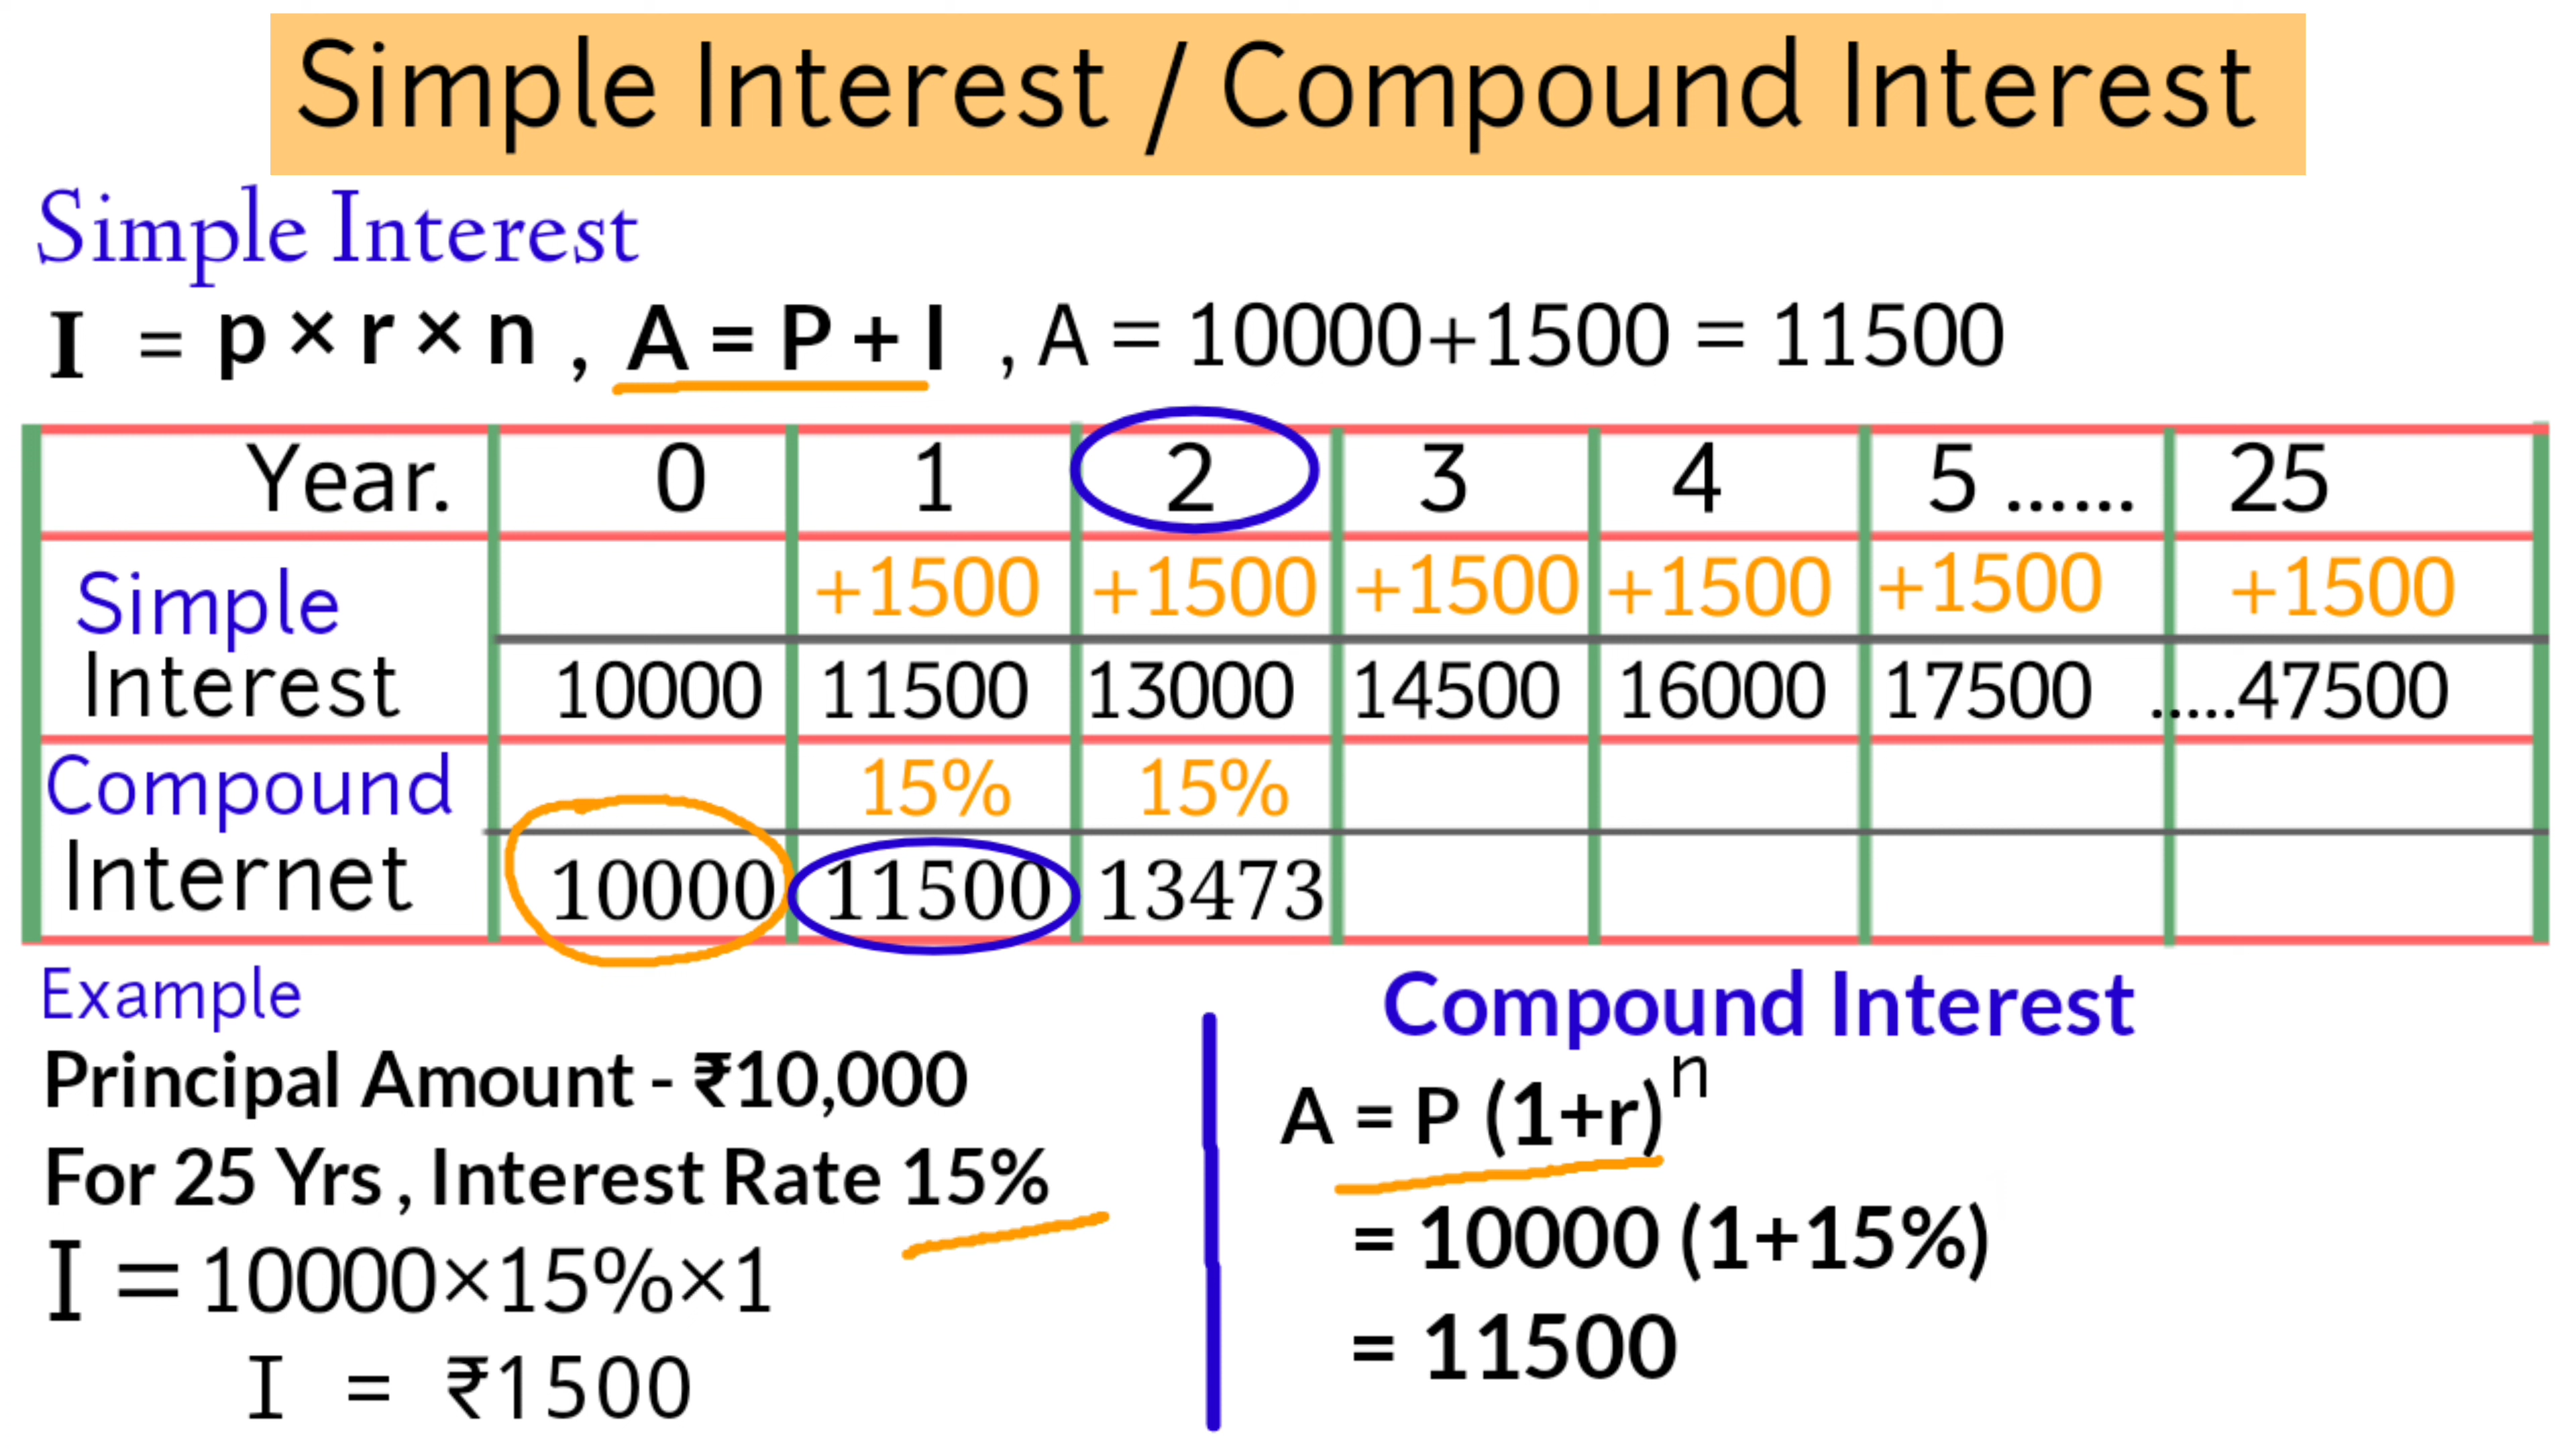 Simple Interest / Compound Interest
Simple Interest
I = p × r × n , A = P + I , A = 10000+1500 = 11500
Year. 0 1 2 3 4 5 ...... 25
+1500 +1500 +1500 +1500 +1500 +1500
Simple
Interest 10000 11500 13000 14500 16000 17500 .....47500
Compound 15% 15%
Internet 10000 11500 13473
Example
Principal Amount - ₹10,000
For 25 Yrs , Interest Rate 15%
I = 10000×15%×1
I = ₹1500
Compound Interest
A = P (1+r)ⁿ
= 10000 (1+15%)
= 11500